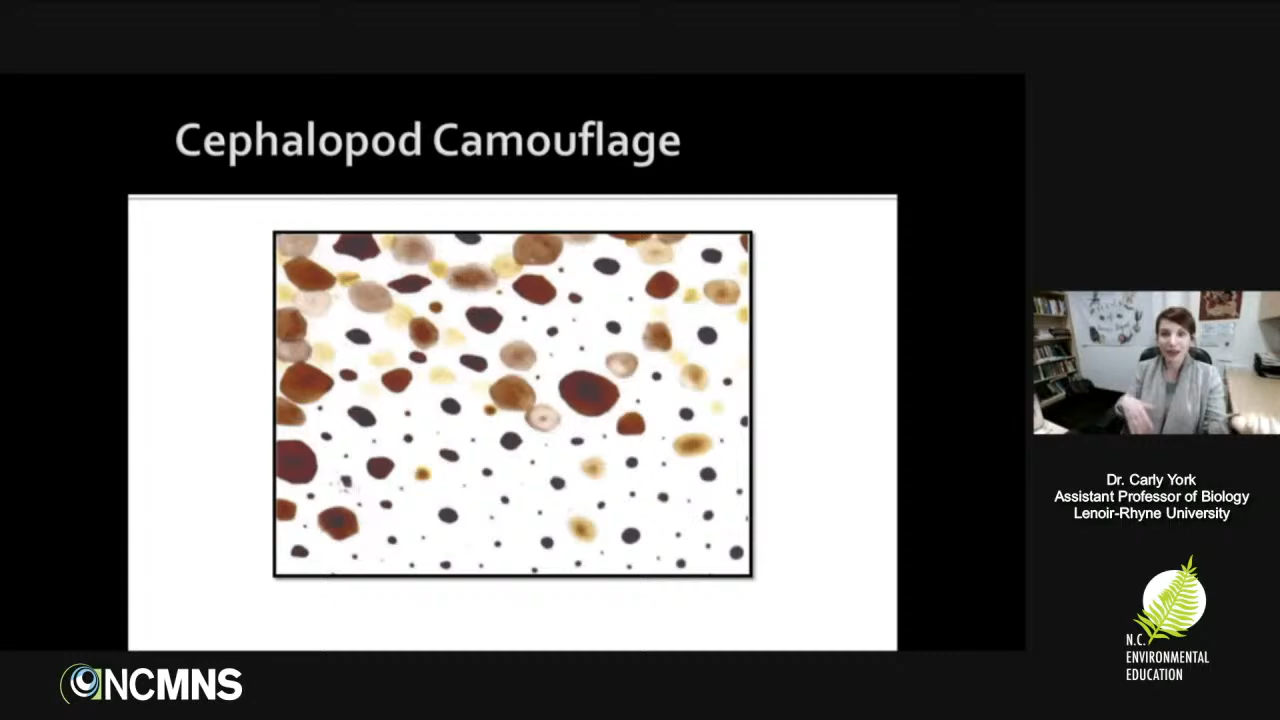 Cephalopod Camouflage
Dr. Carly York
Assistant Professor of Biology
Lenoir-Rhyne University
N.C.
ENVIRONMENTAL
EDUCATION
NCMNS